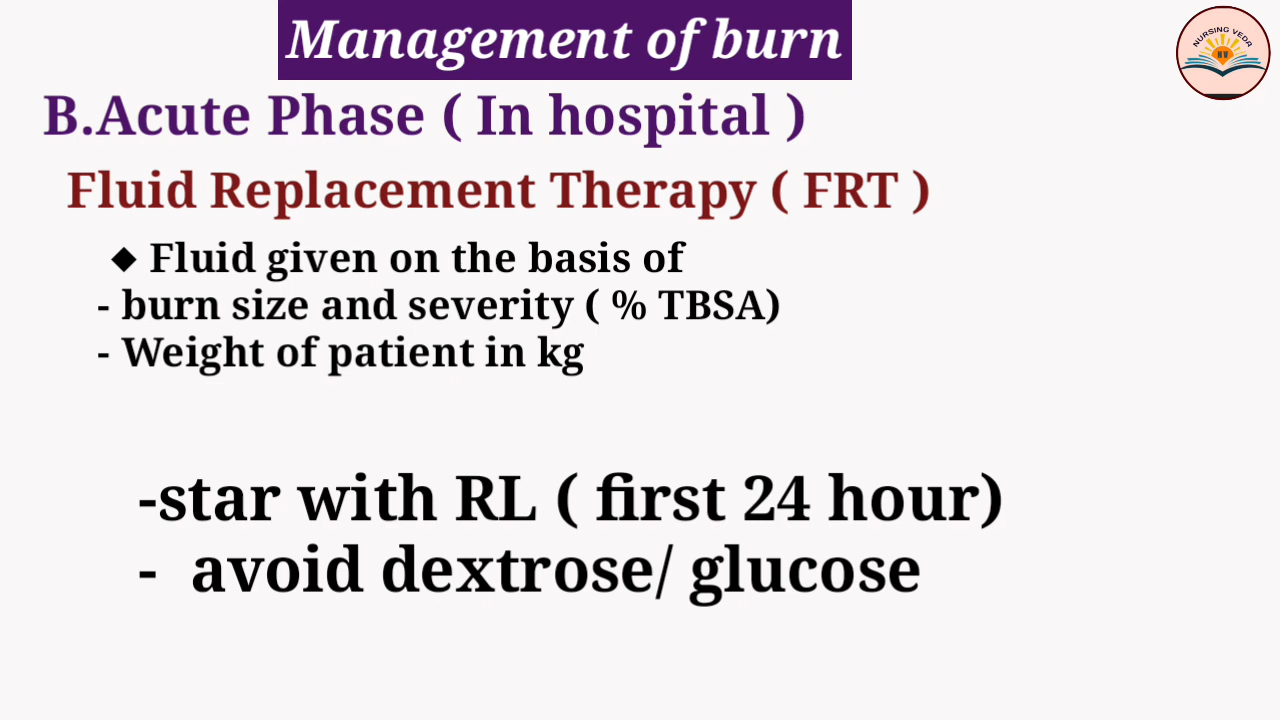 Management of burn
NURSING VEDA
NV
B.Acute Phase ( In hospital )
Fluid Replacement Therapy ( FRT )
◆ Fluid given on the basis of
- burn size and severity ( % TBSA)
- Weight of patient in kg
-star with RL ( first 24 hour)
- avoid dextrose/ glucose